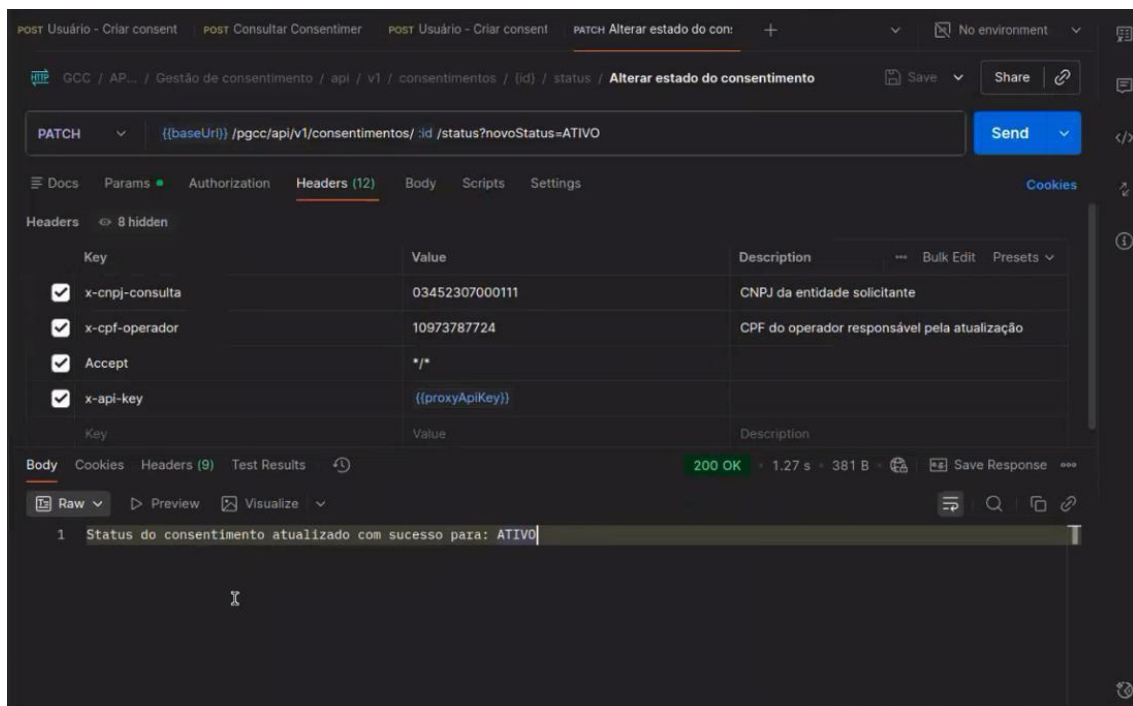 POST Usuário - Criar consent POST Consultar Consentimer POST Usuário - Criar consent PATCH Alterar estado do con: + No environment
HTTP GCC / AP... / Gestão de consentimento / api / v1 / consentimentos / {id} / status / Alterar estado do consentimento Save Share
PATCH {{baseUrl}} /pgcc/api/v1/consentimentos/ :id /status?novoStatus=ATIVO Send
Docs Params Authorization Headers (12) Body Scripts Settings Cookies
Headers 8 hidden
Key Value Description ••• Bulk Edit Presets
x-cnpj-consulta 03452307000111 CNPJ da entidade solicitante
x-cpf-operador 10973787724 CPF do operador responsável pela atualização
Accept */*
x-api-key {{proxyApiKey}}
Key Value Description
Body Cookies Headers (9) Test Results 200 OK • 1.27 s • 381 B Save Response
Raw Preview Visualize
1 Status do consentimento atualizado com sucesso para: ATIVO